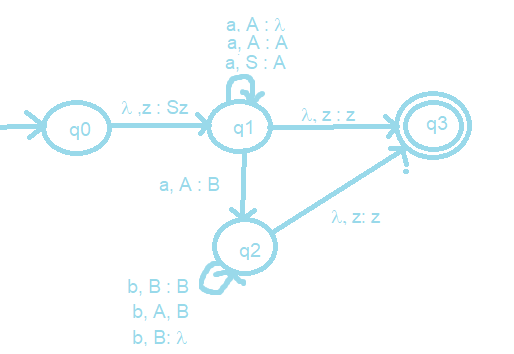 a, A : λ
a, A : A
a, S : A
λ ,z : Sz
λ, z : z
q0
q1
q3
a, A : B
λ, z: z
q2
b, B : B
b, A, B
b, B: λ